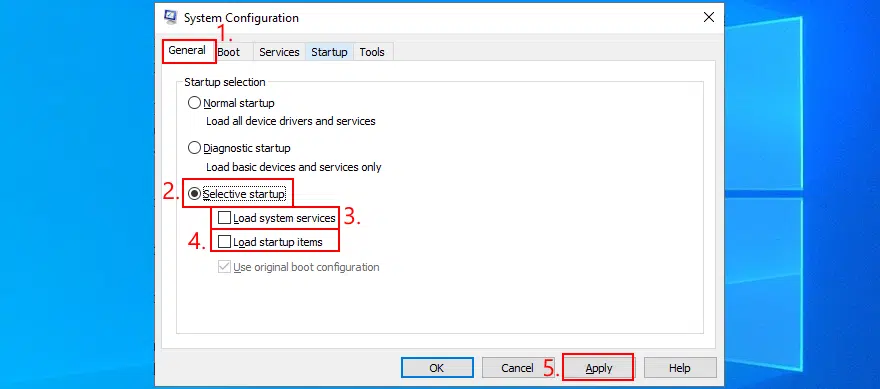 System Configuration
1.
General Boot Services Startup Tools
Startup selection
Normal startup
Load all device drivers and services
Diagnostic startup
Load basic devices and services only
2. Selective startup
Load system services 3.
4. Load startup items
Use original boot configuration
OK Cancel 5. Apply Help